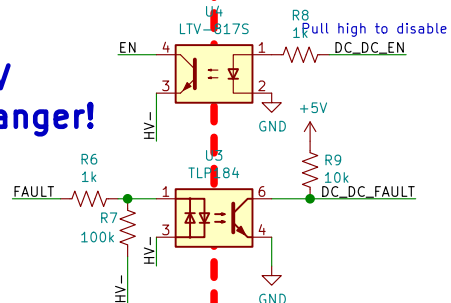 U4
LTV-817S
R8
1k
Pull high to disable
EN
4
1
DC_DC_EN
3
2
HV-
GND
V
anger!
+5V
U3
TLP184
R6
1k
R9
10k
FAULT
1
6
DC_DC_FAULT
R7
100k
3
4
HV-
HV-
GND